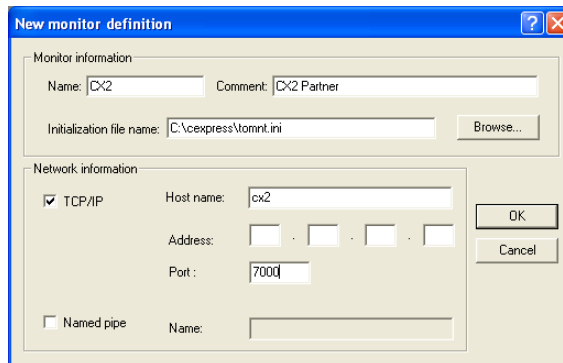 New monitor definition
Monitor information
Name: CX2 Comment: CX2 Partner
Initialization file name: C:\cexpress\tomnt.ini Browse...
Network information
TCP/IP Host name: cx2
OK
Address: . . .
Cancel
Port : 7000
Named pipe Name: